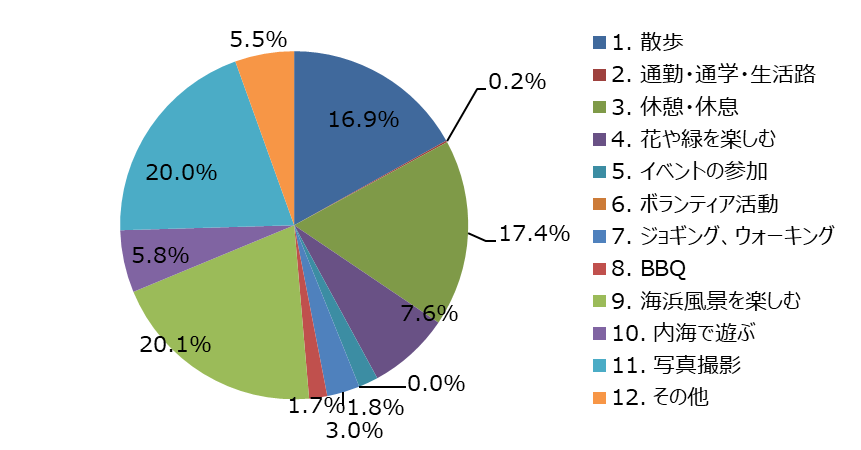 5.5%
16.9%
0.2%
20.0%
17.4%
5.8%
7.6%
20.1%
0.0%
1.7%
1.8%
3.0%
1. 散歩
2. 通勤・通学・生活路
3. 休憩・休息
4. 花や緑を楽しむ
5. イベントの参加
6. ボランティア活動
7. ジョギング、ウォーキング
8. BBQ
9. 海浜風景を楽しむ
10. 内海で遊ぶ
11. 写真撮影
12. その他